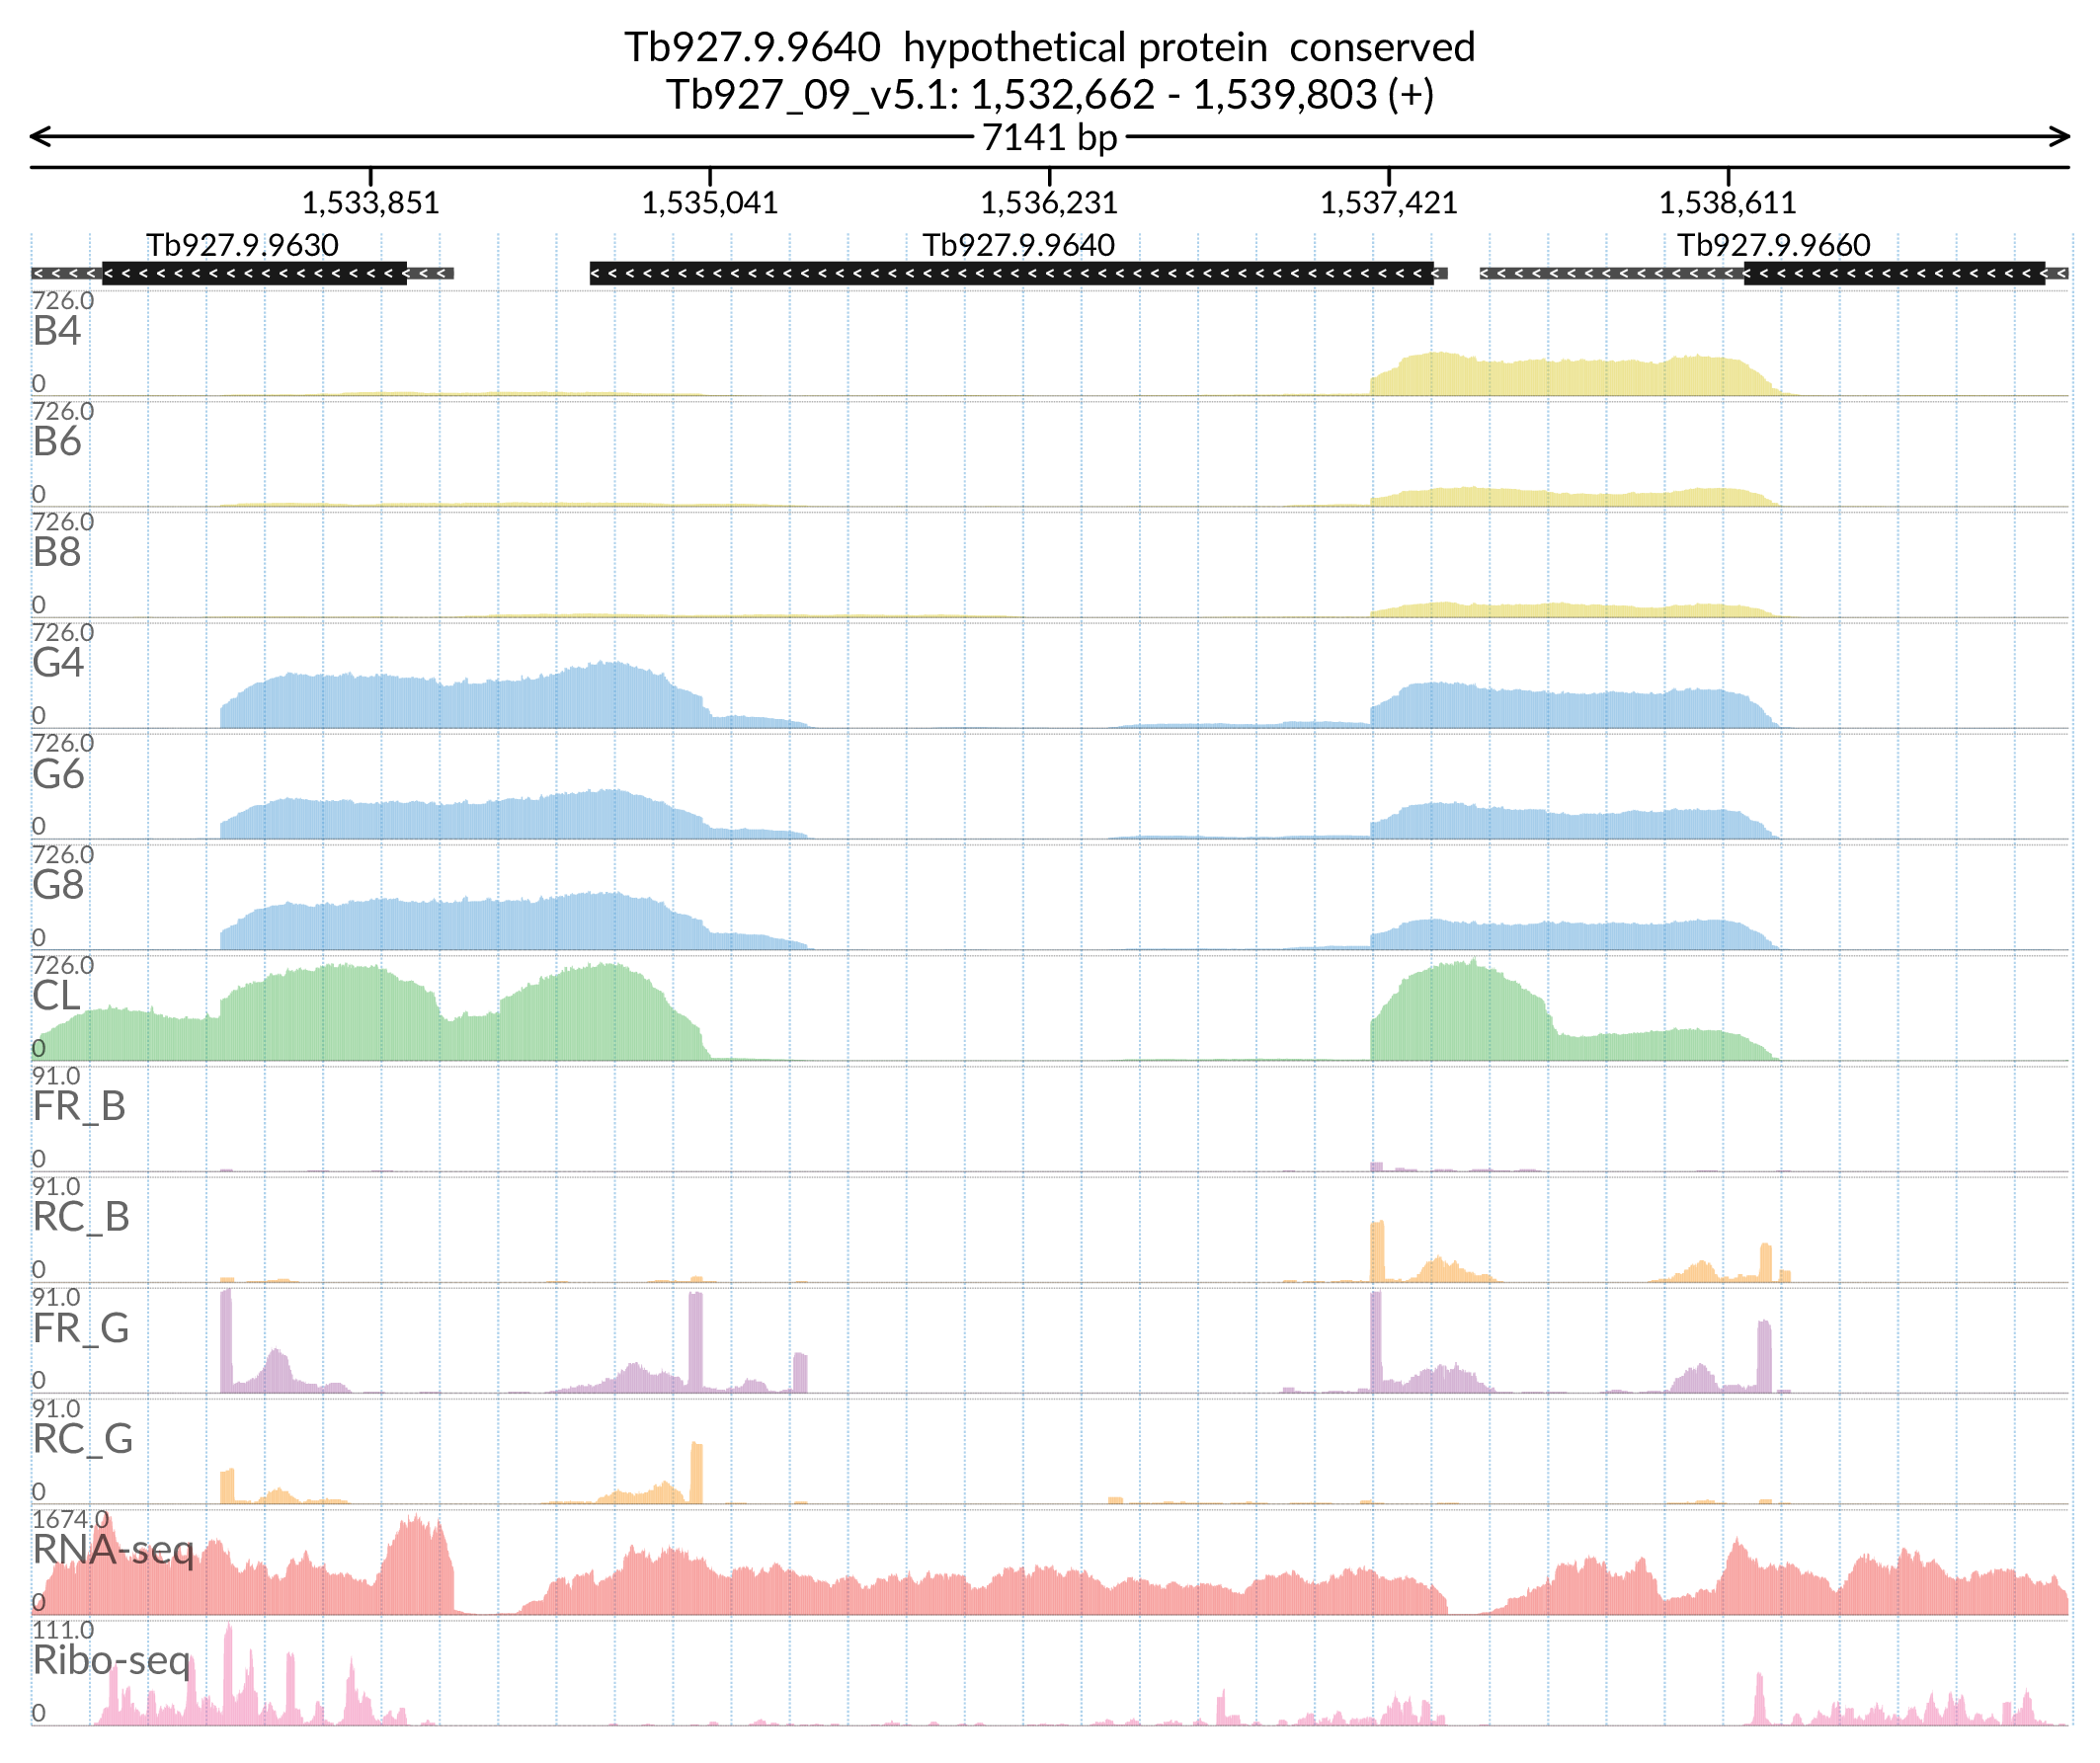 Tb927.9.9640 hypothetical protein conserved
Tb927_09_v5.1: 1,532,662 - 1,539,803 (+)
7141 bp
1,533,851 1,535,041 1,536,231 1,537,421 1,538,611
Tb927.9.9630 Tb927.9.9640 Tb927.9.9660
726.0
B4
0
726.0
B6
0
726.0
B8
0
726.0
G4
0
726.0
G6
0
726.0
G8
0
726.0
CL
0
91.0
FR_B
0
91.0
RC_B
0
91.0
FR_G
0
91.0
RC_G
0
1674.0
RNA-seq
0
111.0
Ribo-seq
0